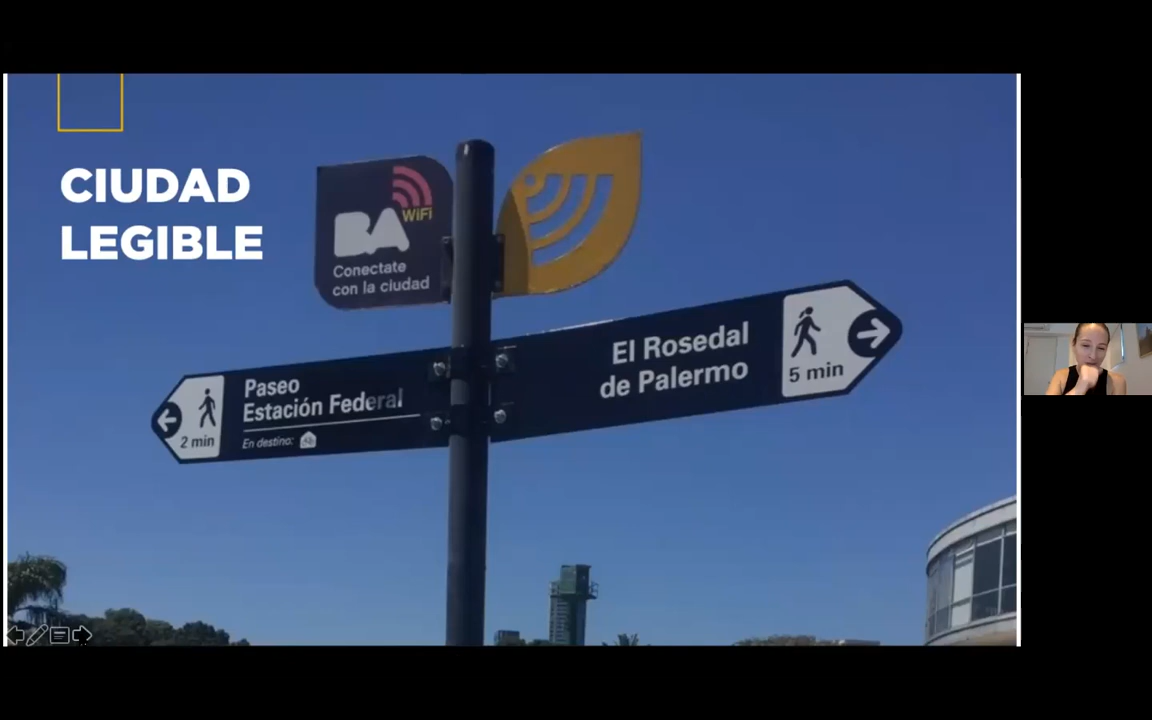 CIUDAD
LEGIBLE
BA
WiFi
Conectate
con la ciudad
El Rosedal
de Palermo
5 min
Paseo
Estación Federal
2 min
En destino: